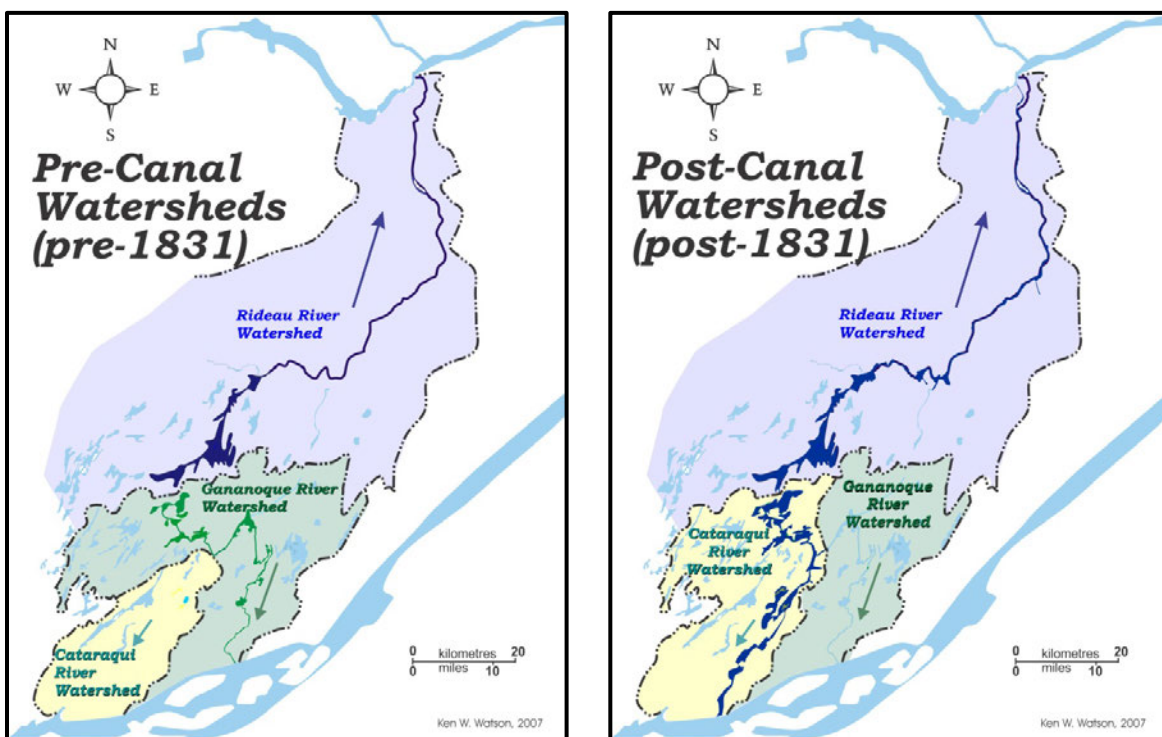 N
W E
S
Pre-Canal
Watersheds
(pre-1831)
Rideau River
Watershed
Gananoque River
Watershed
Cataraqui
River
Watershed
0 kilometres 20
0 miles 10
Ken W. Watson, 2007
N
W E
S
Post-Canal
Watersheds
(post-1831)
Rideau River
Watershed
Gananoque
River
Watershed
Cataraqui
River
Watershed
0 kilometres 20
0 miles 10
Ken W. Watson, 2007